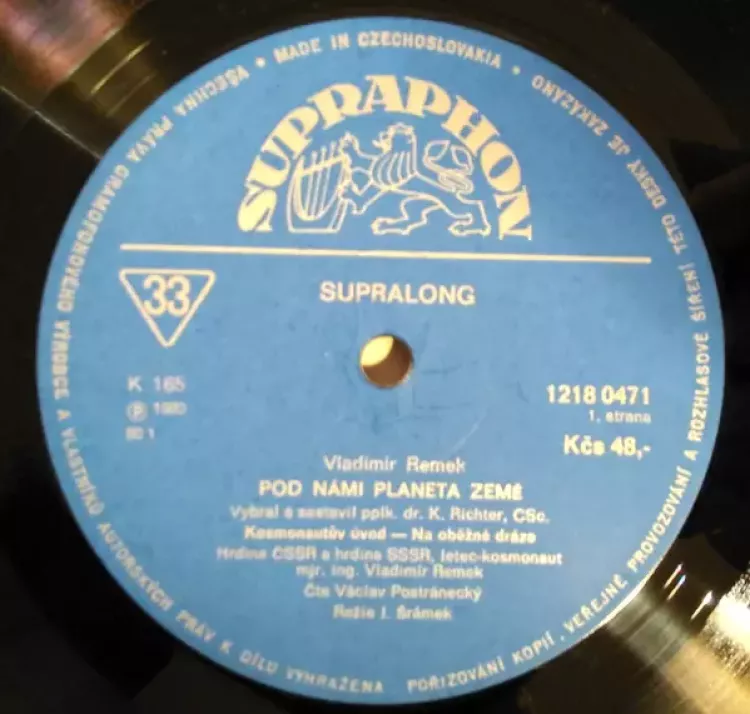 • MADE IN CZECHOSLOVAKIA •
VŠECHNA PRÁVA GRAMOFONOVÉHO VÝROBCE A VLASTNÍKŮ AUTORSKÝCH PRÁV K DÍLU VYHRAŽENA
POŘIZOVÁNÍ KOPIÍ, VEŘEJNÉ PROVOZOVÁNÍ A ROZHLASOVÉ ŠÍŘENÍ TÉTO DESKY JE ZAKÁZÁNO
SUPRAPHON
33
SUPRALONG
K 165
Ⓟ 1980
1218 0471
1. strana
Kčs 48,-
Vladimír Remek
POD NÁMI PLANETA ZEMĚ
Vybral a sestavil pplk. dr. K. Richter, CSc.
Kosmonautův úvod — Na oběžné dráze
Hrdina ČSSR a hrdina SSSR, letec-kosmonaut
mjr. ing. Vladimír Remek
Čte Václav Postránecký
Režie I. Šrámek